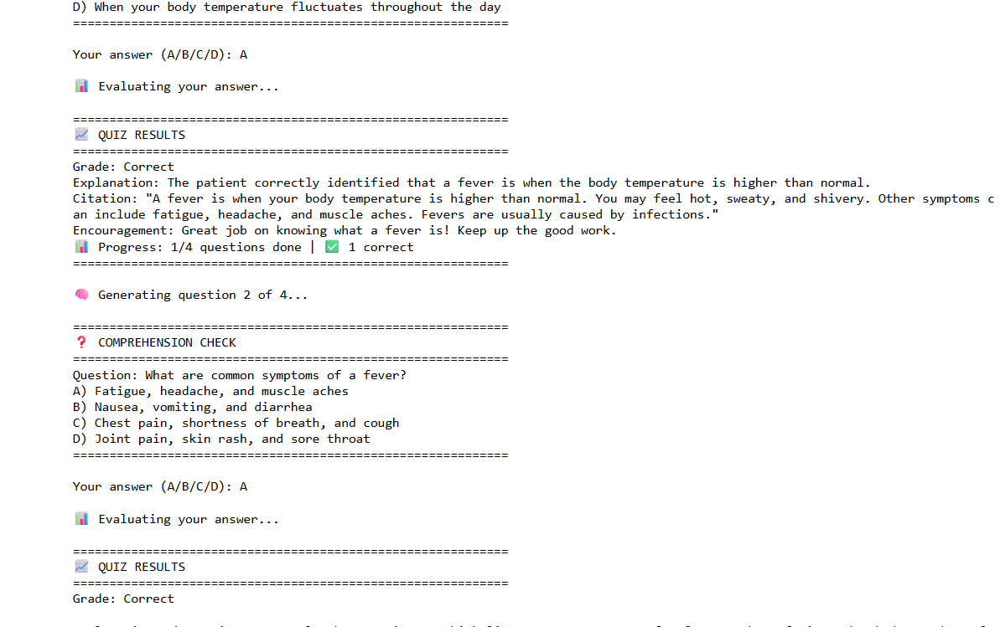 D) When your body temperature fluctuates throughout the day
============================================================
Your answer (A/B/C/D): A
📊 Evaluating your answer...
============================================================
📈 QUIZ RESULTS
============================================================
Grade: Correct
Explanation: The patient correctly identified that a fever is when the body temperature is higher than normal.
Citation: "A fever is when your body temperature is higher than normal. You may feel hot, sweaty, and shivery. Other symptoms c
an include fatigue, headache, and muscle aches. Fevers are usually caused by infections."
Encouragement: Great job on knowing what a fever is! Keep up the good work.
📊 Progress: 1/4 questions done | ✅ 1 correct
============================================================
🧠 Generating question 2 of 4...
============================================================
❓ COMPREHENSION CHECK
============================================================
Question: What are common symptoms of a fever?
A) Fatigue, headache, and muscle aches
B) Nausea, vomiting, and diarrhea
C) Chest pain, shortness of breath, and cough
D) Joint pain, skin rash, and sore throat
============================================================
Your answer (A/B/C/D): A
📊 Evaluating your answer...
============================================================
📈 QUIZ RESULTS
============================================================
Grade: Correct